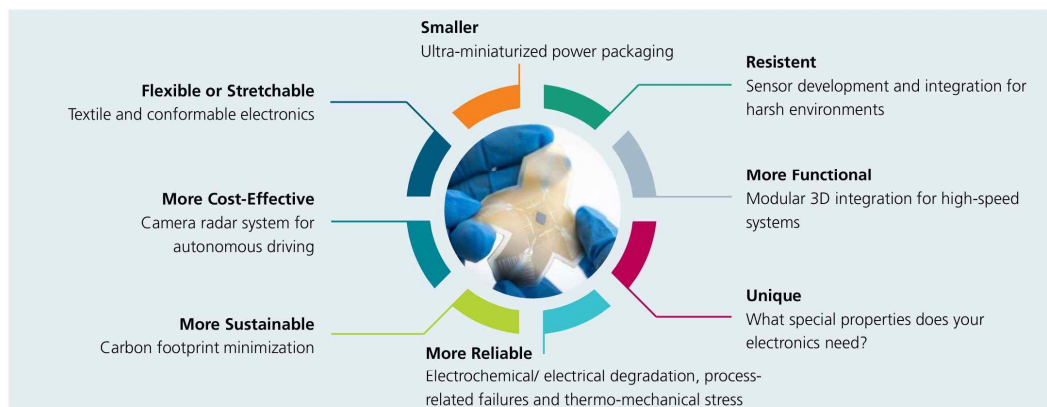 Smaller
Ultra-miniaturized power packaging
Resistent
Sensor development and integration for
harsh environments
Flexible or Stretchable
Textile and conformable electronics
More Functional
Modular 3D integration for high-speed
systems
More Cost-Effective
Camera radar system for
autonomous driving
Unique
What special properties does your
electronics need?
More Sustainable
Carbon footprint minimization
More Reliable
Electrochemical/ electrical degradation, process-
related failures and thermo-mechanical stress